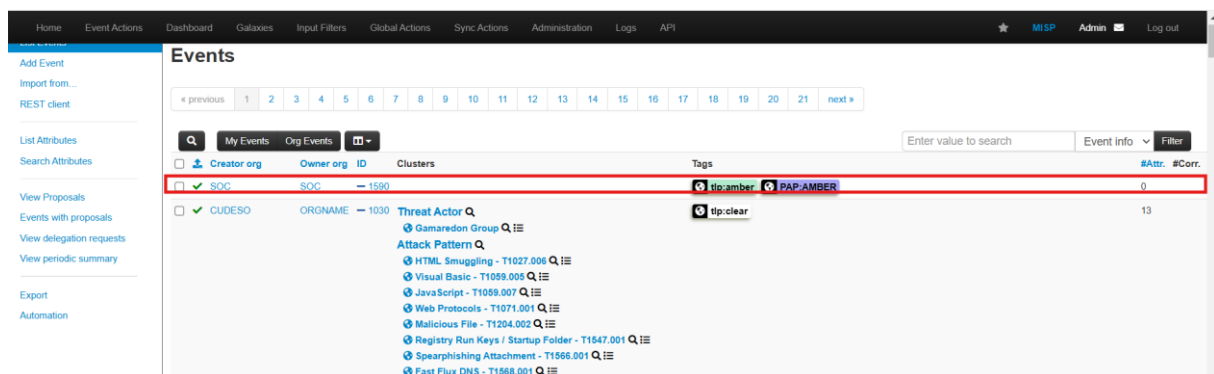 Home Event Actions Dashboard Galaxies Input Filters Global Actions Sync Actions Administration Logs API MISP Admin Log out
List Events
Add Event
Import from...
REST client
List Attributes
Search Attributes
View Proposals
Events with proposals
View delegation requests
View periodic summary
Export
Automation
Events
« previous 1 2 3 4 5 6 7 8 9 10 11 12 13 14 15 16 17 18 19 20 21 next »
My Events Org Events Enter value to search Event info Filter
Creator org Owner org ID Clusters Tags #Attr. #Corr.
SOC SOC 1590 tlp:amber PAP:AMBER 0
CUDESO ORGNAME 1030 Threat Actor tlp:clear 13
Gamaredon Group
Attack Pattern
HTML Smuggling - T1027.006
Visual Basic - T1059.005
JavaScript - T1059.007
Web Protocols - T1071.001
Malicious File - T1204.002
Registry Run Keys / Startup Folder - T1547.001
Spearphishing Attachment - T1566.001
Fast Flux DNS - T1568.001